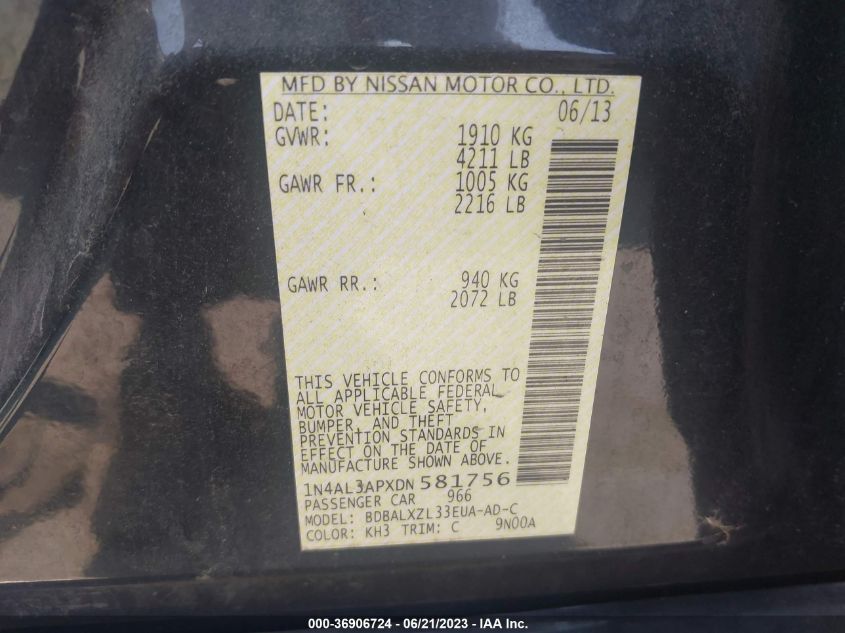 MFD BY NISSAN MOTOR CO., LTD.
DATE: 06/13
GVWR: 1910 KG
4211 LB
GAWR FR.: 1005 KG
2216 LB
GAWR RR.: 940 KG
2072 LB
THIS VEHICLE CONFORMS TO
ALL APPLICABLE FEDERAL
MOTOR VEHICLE SAFETY,
BUMPER, AND THEFT
PREVENTION STANDARDS IN
EFFECT ON THE DATE OF
MANUFACTURE SHOWN ABOVE.
1N4AL3APXDN 581756
PASSENGER CAR 966
MODEL: BDBALXZL33EUA-AD-C
COLOR: KH3 TRIM: C 9N00A
000-36906724 - 06/21/2023 - IAA Inc.